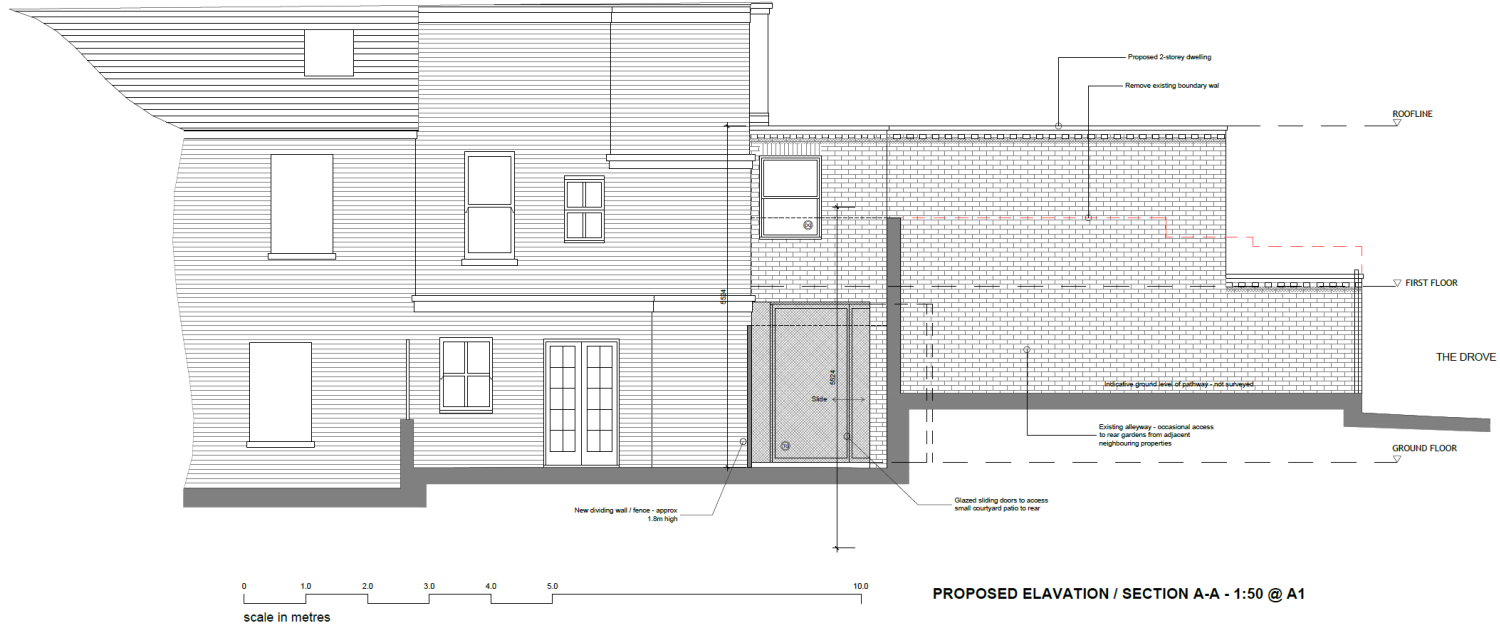 Proposed 2-storey dwelling
Remove existing boundary wal
ROOFLINE
FIRST FLOOR
5524
THE DROVE
5524
Indicative ground level of pathway - not surveyed
Slide
Existing alleyway - occasional access
to rear gardens from adjacent
neighbouring properties
GROUND FLOOR
Glazed sliding doors to access
small courtyard patio to rear
New dividing wall / fence - approx
1.8m high
0 1.0 2.0 3.0 4.0 5.0 10.0
scale in metres
PROPOSED ELAVATION / SECTION A-A - 1:50 @ A1